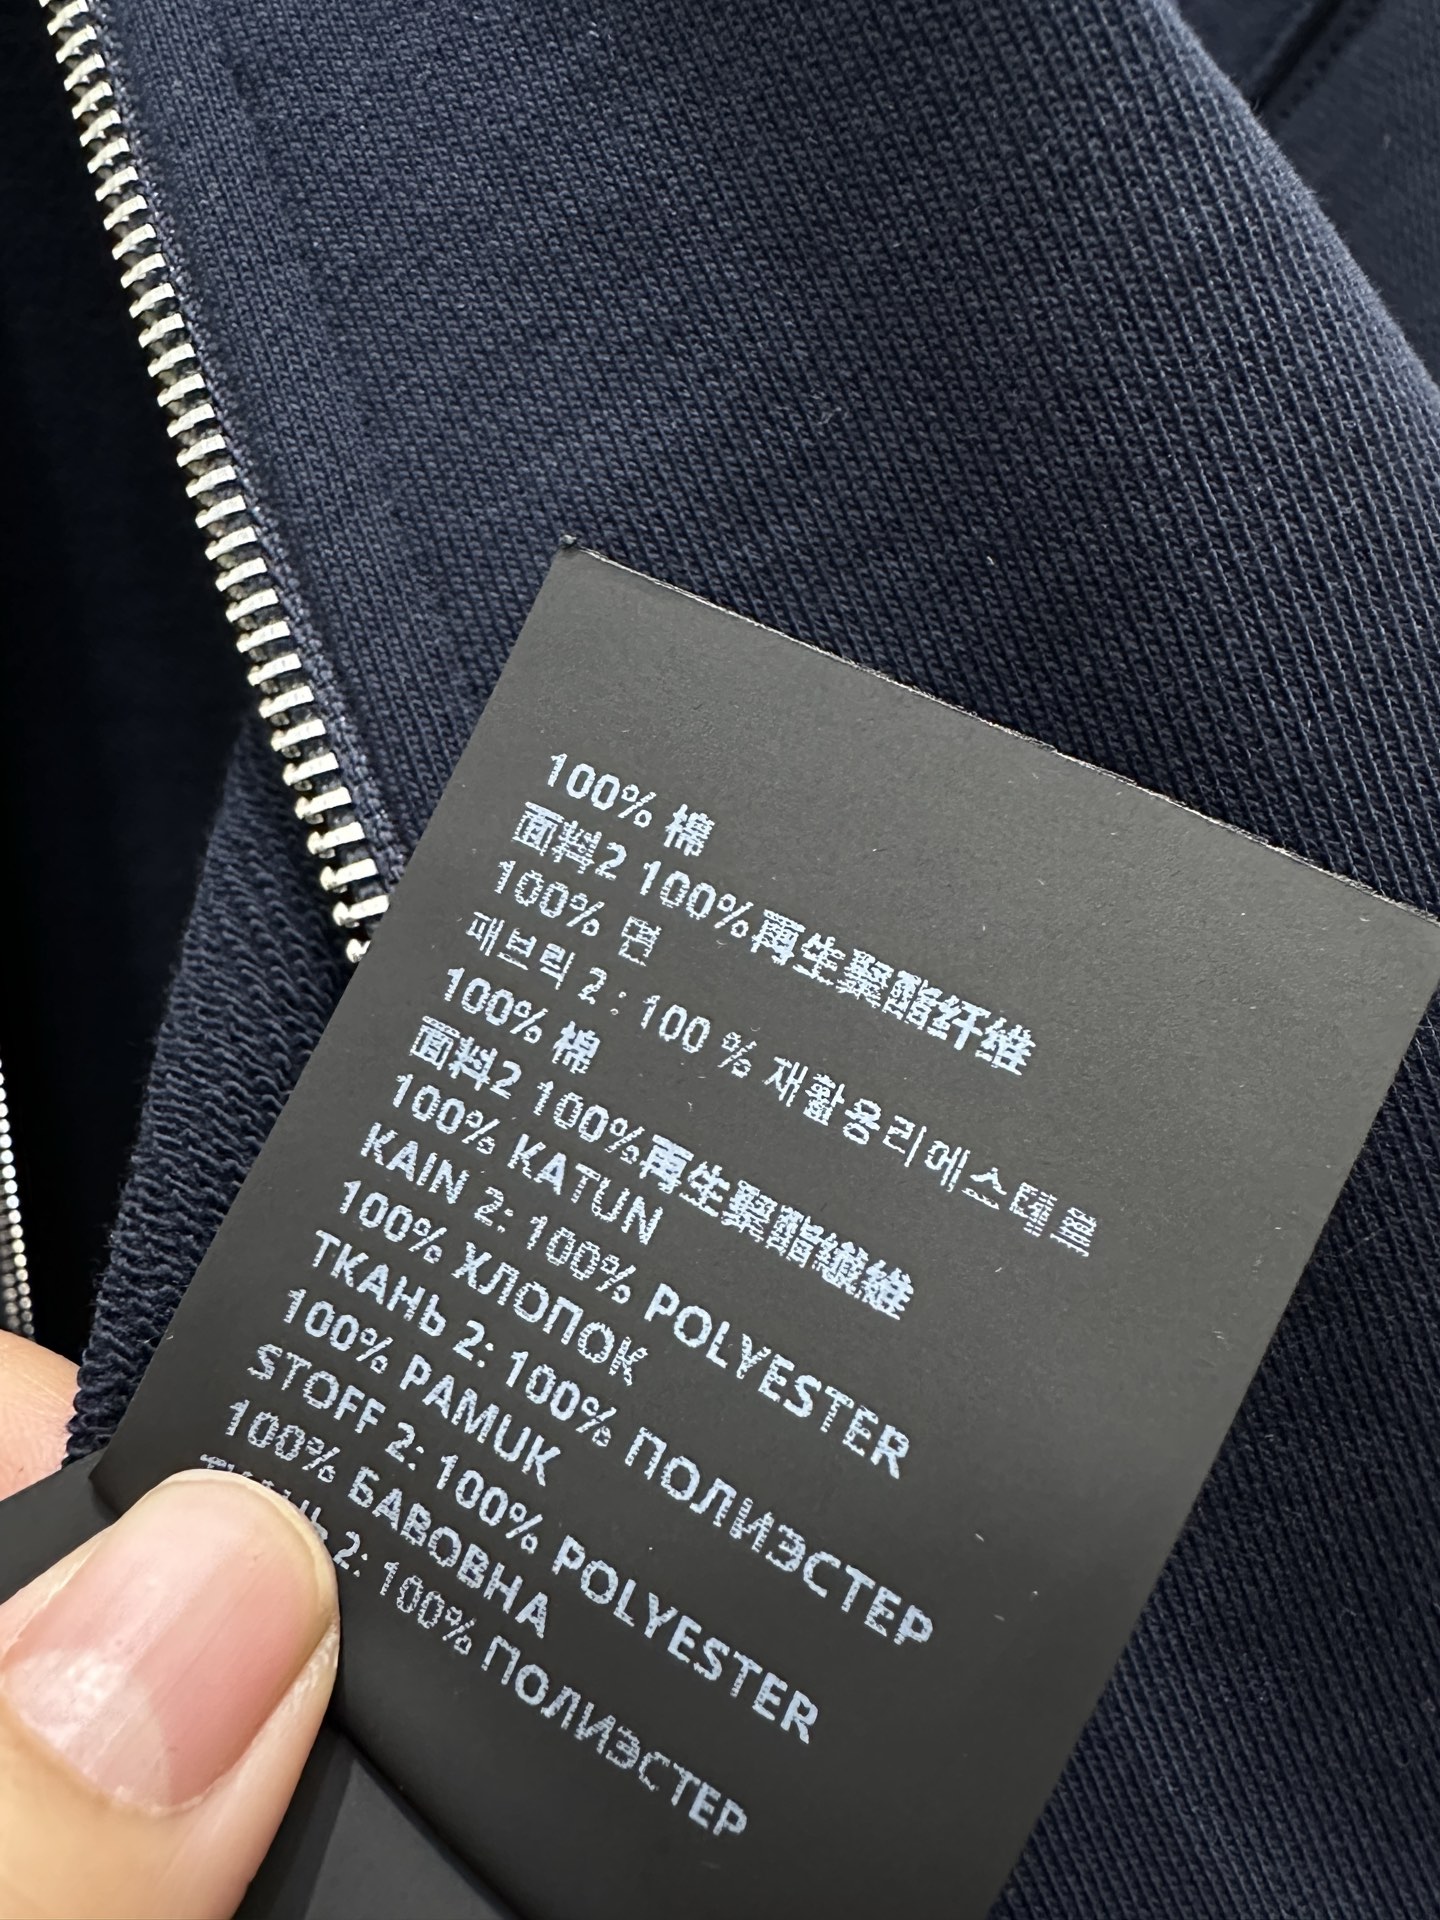 100% 棉
面料2 100%再生聚酯纤维
100% 면
패브릭 2 : 100 % 재활용리에스테르
100% 棉
面料2 100%再生聚酯纖維
100% KATUN
KAIN 2: 100% POLYESTER
100% ХЛОПОК
ТКАНЬ 2: 100% ПОЛИЭСТЕР
100% PAMUK
STOFF 2: 100% POLYESTER
100% БАВОВНА
2: 100% ПОЛИЭСТЕР